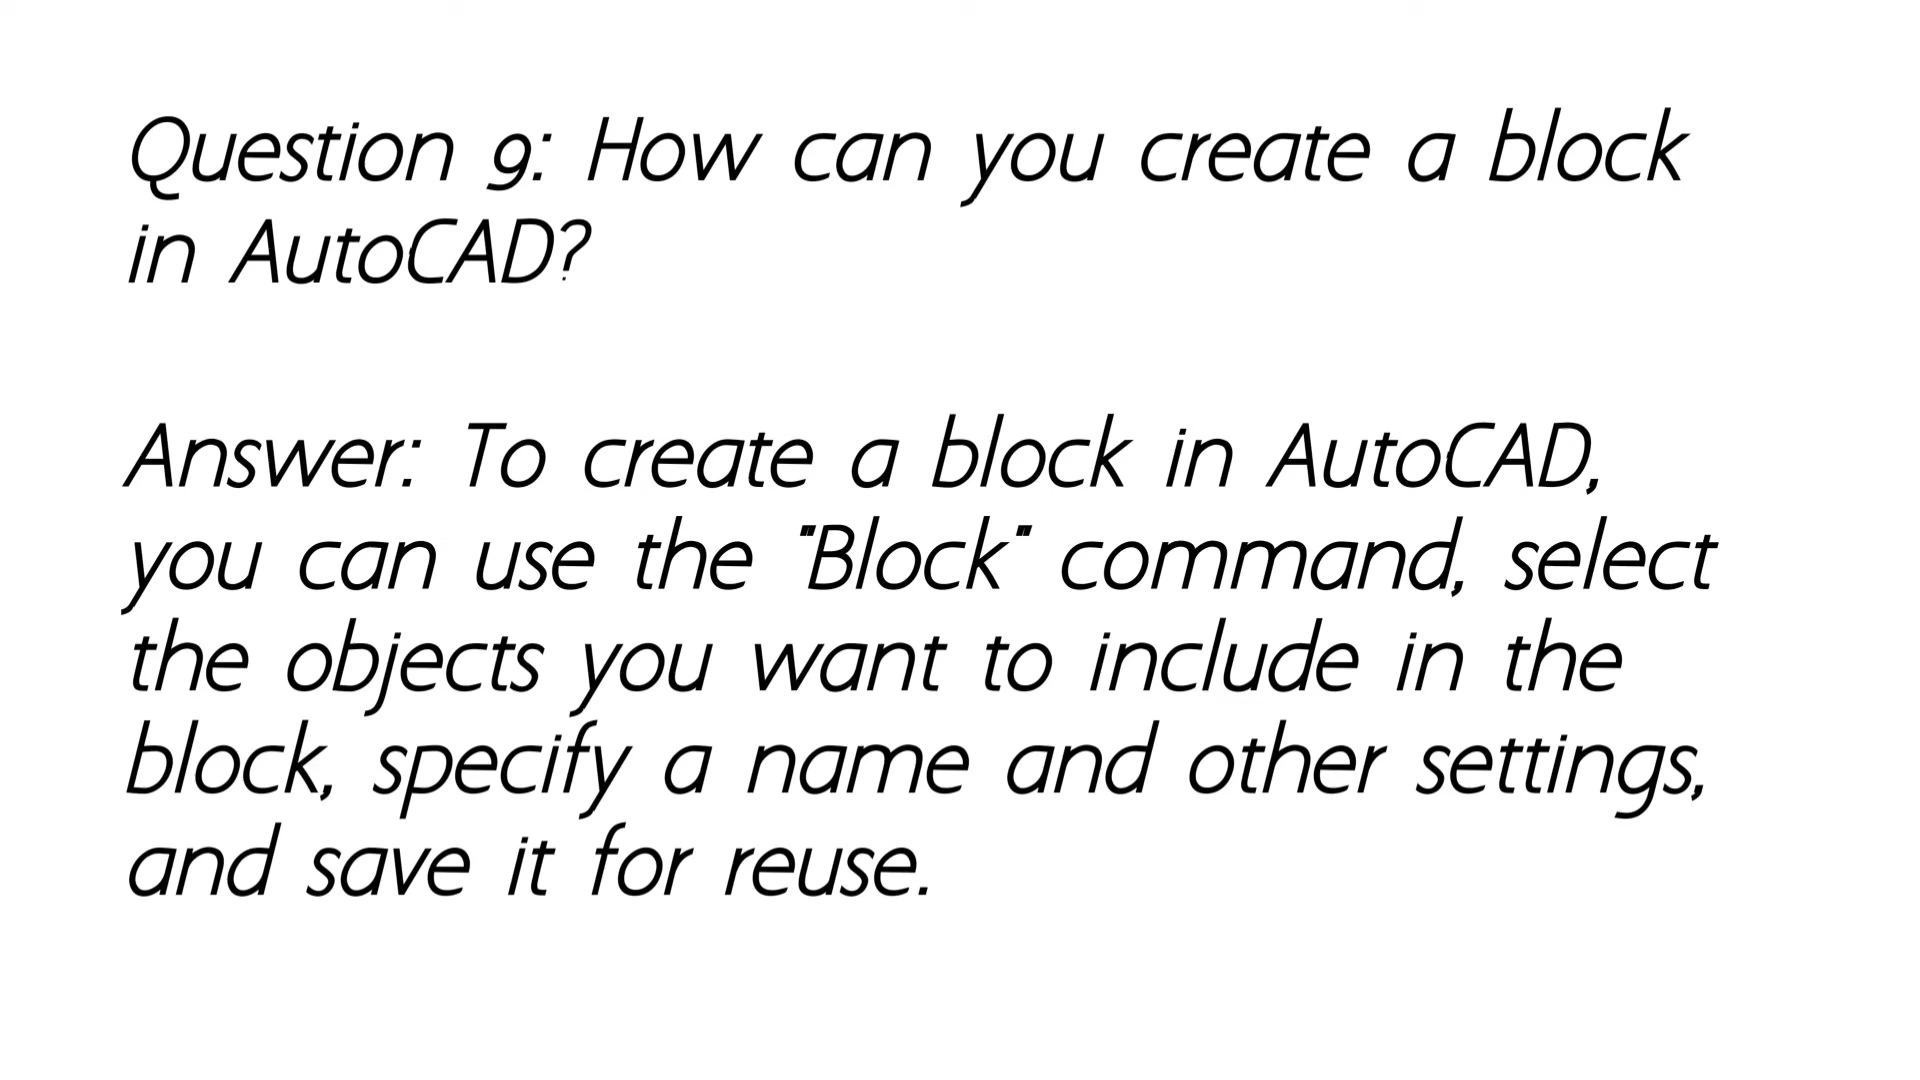 Question 9: How can you create a block
in AutoCAD?
Answer: To create a block in AutoCAD,
you can use the "Block" command, select
the objects you want to include in the
block, specify a name and other settings,
and save it for reuse.